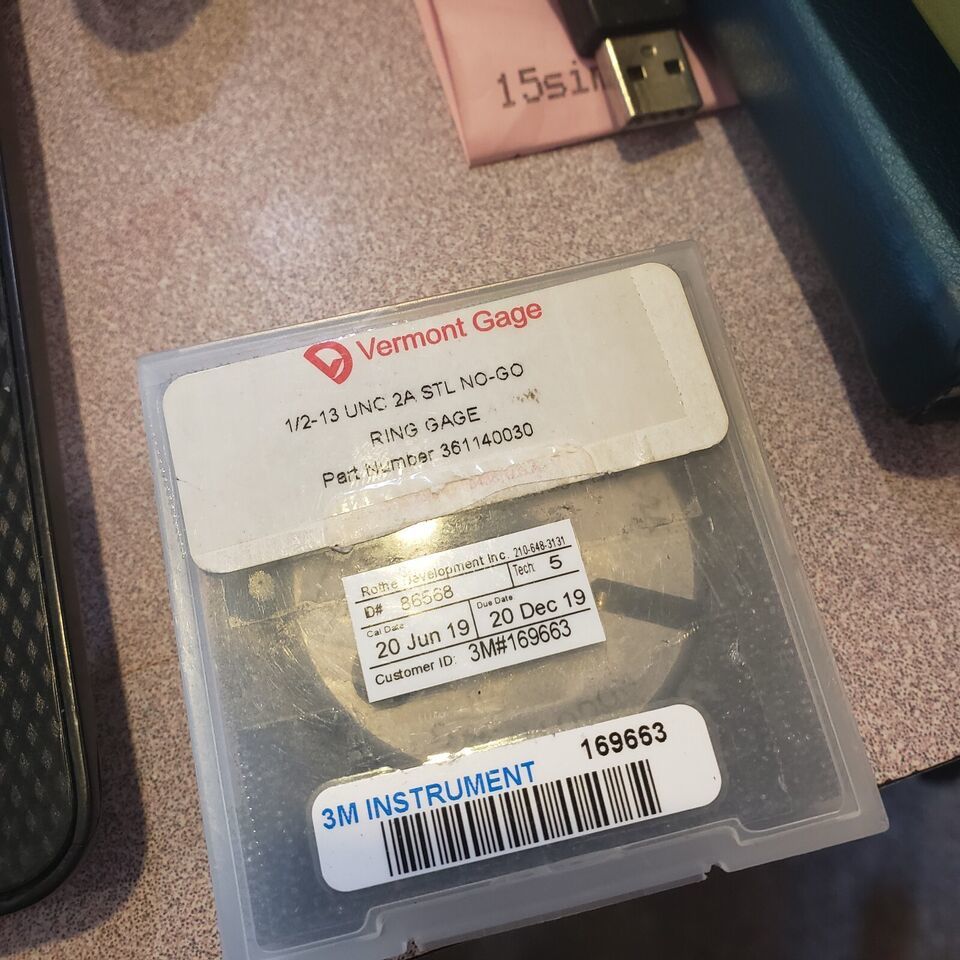 15sin
Vermont Gage
1/2-13 UNC 2A STL NO-GO
RING GAGE
Part Number 361140030
Rothe Development Inc. 210-648-3131
ID# 86568 Tech: 5
Cal Date Due Date
20 Jun 19 20 Dec 19
Customer ID: 3M#169663
169663
3M INSTRUMENT